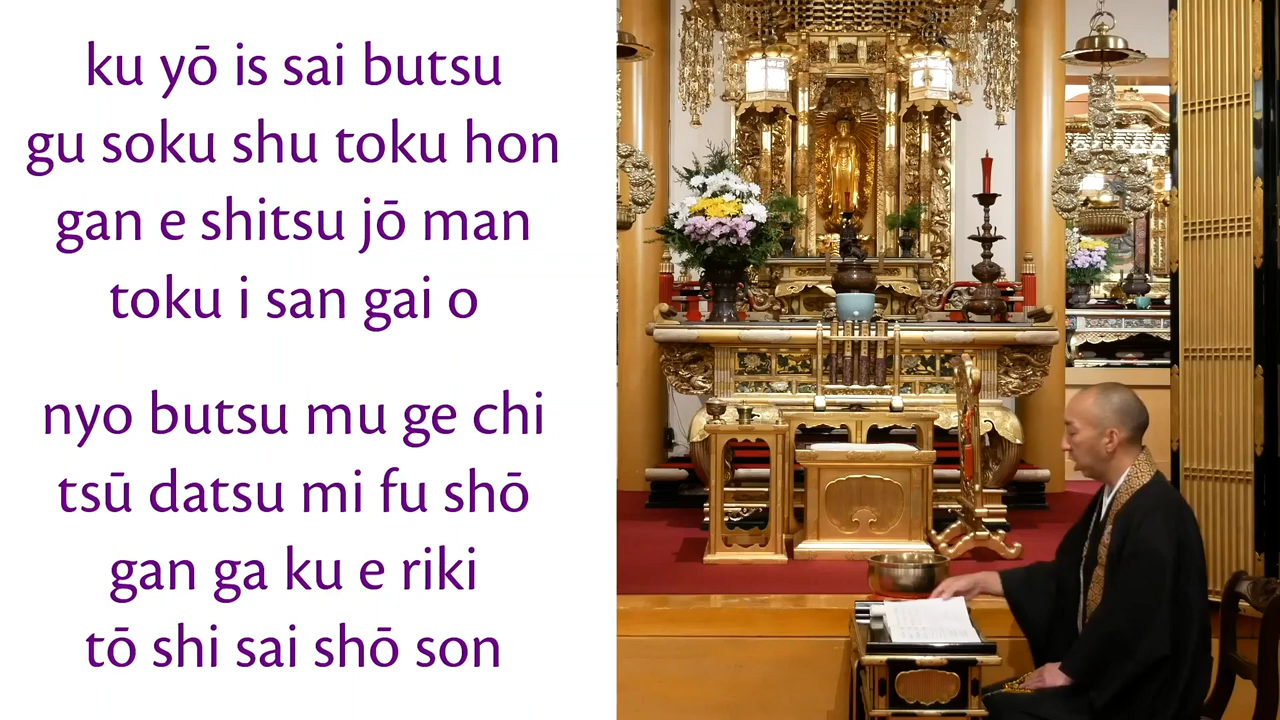 ku yō is sai butsu
gu soku shu toku hon
gan e shitsu jō man
toku i san gai o
nyo butsu mu ge chi
tsū datsu mi fu shō
gan ga ku e riki
tō shi sai shō son